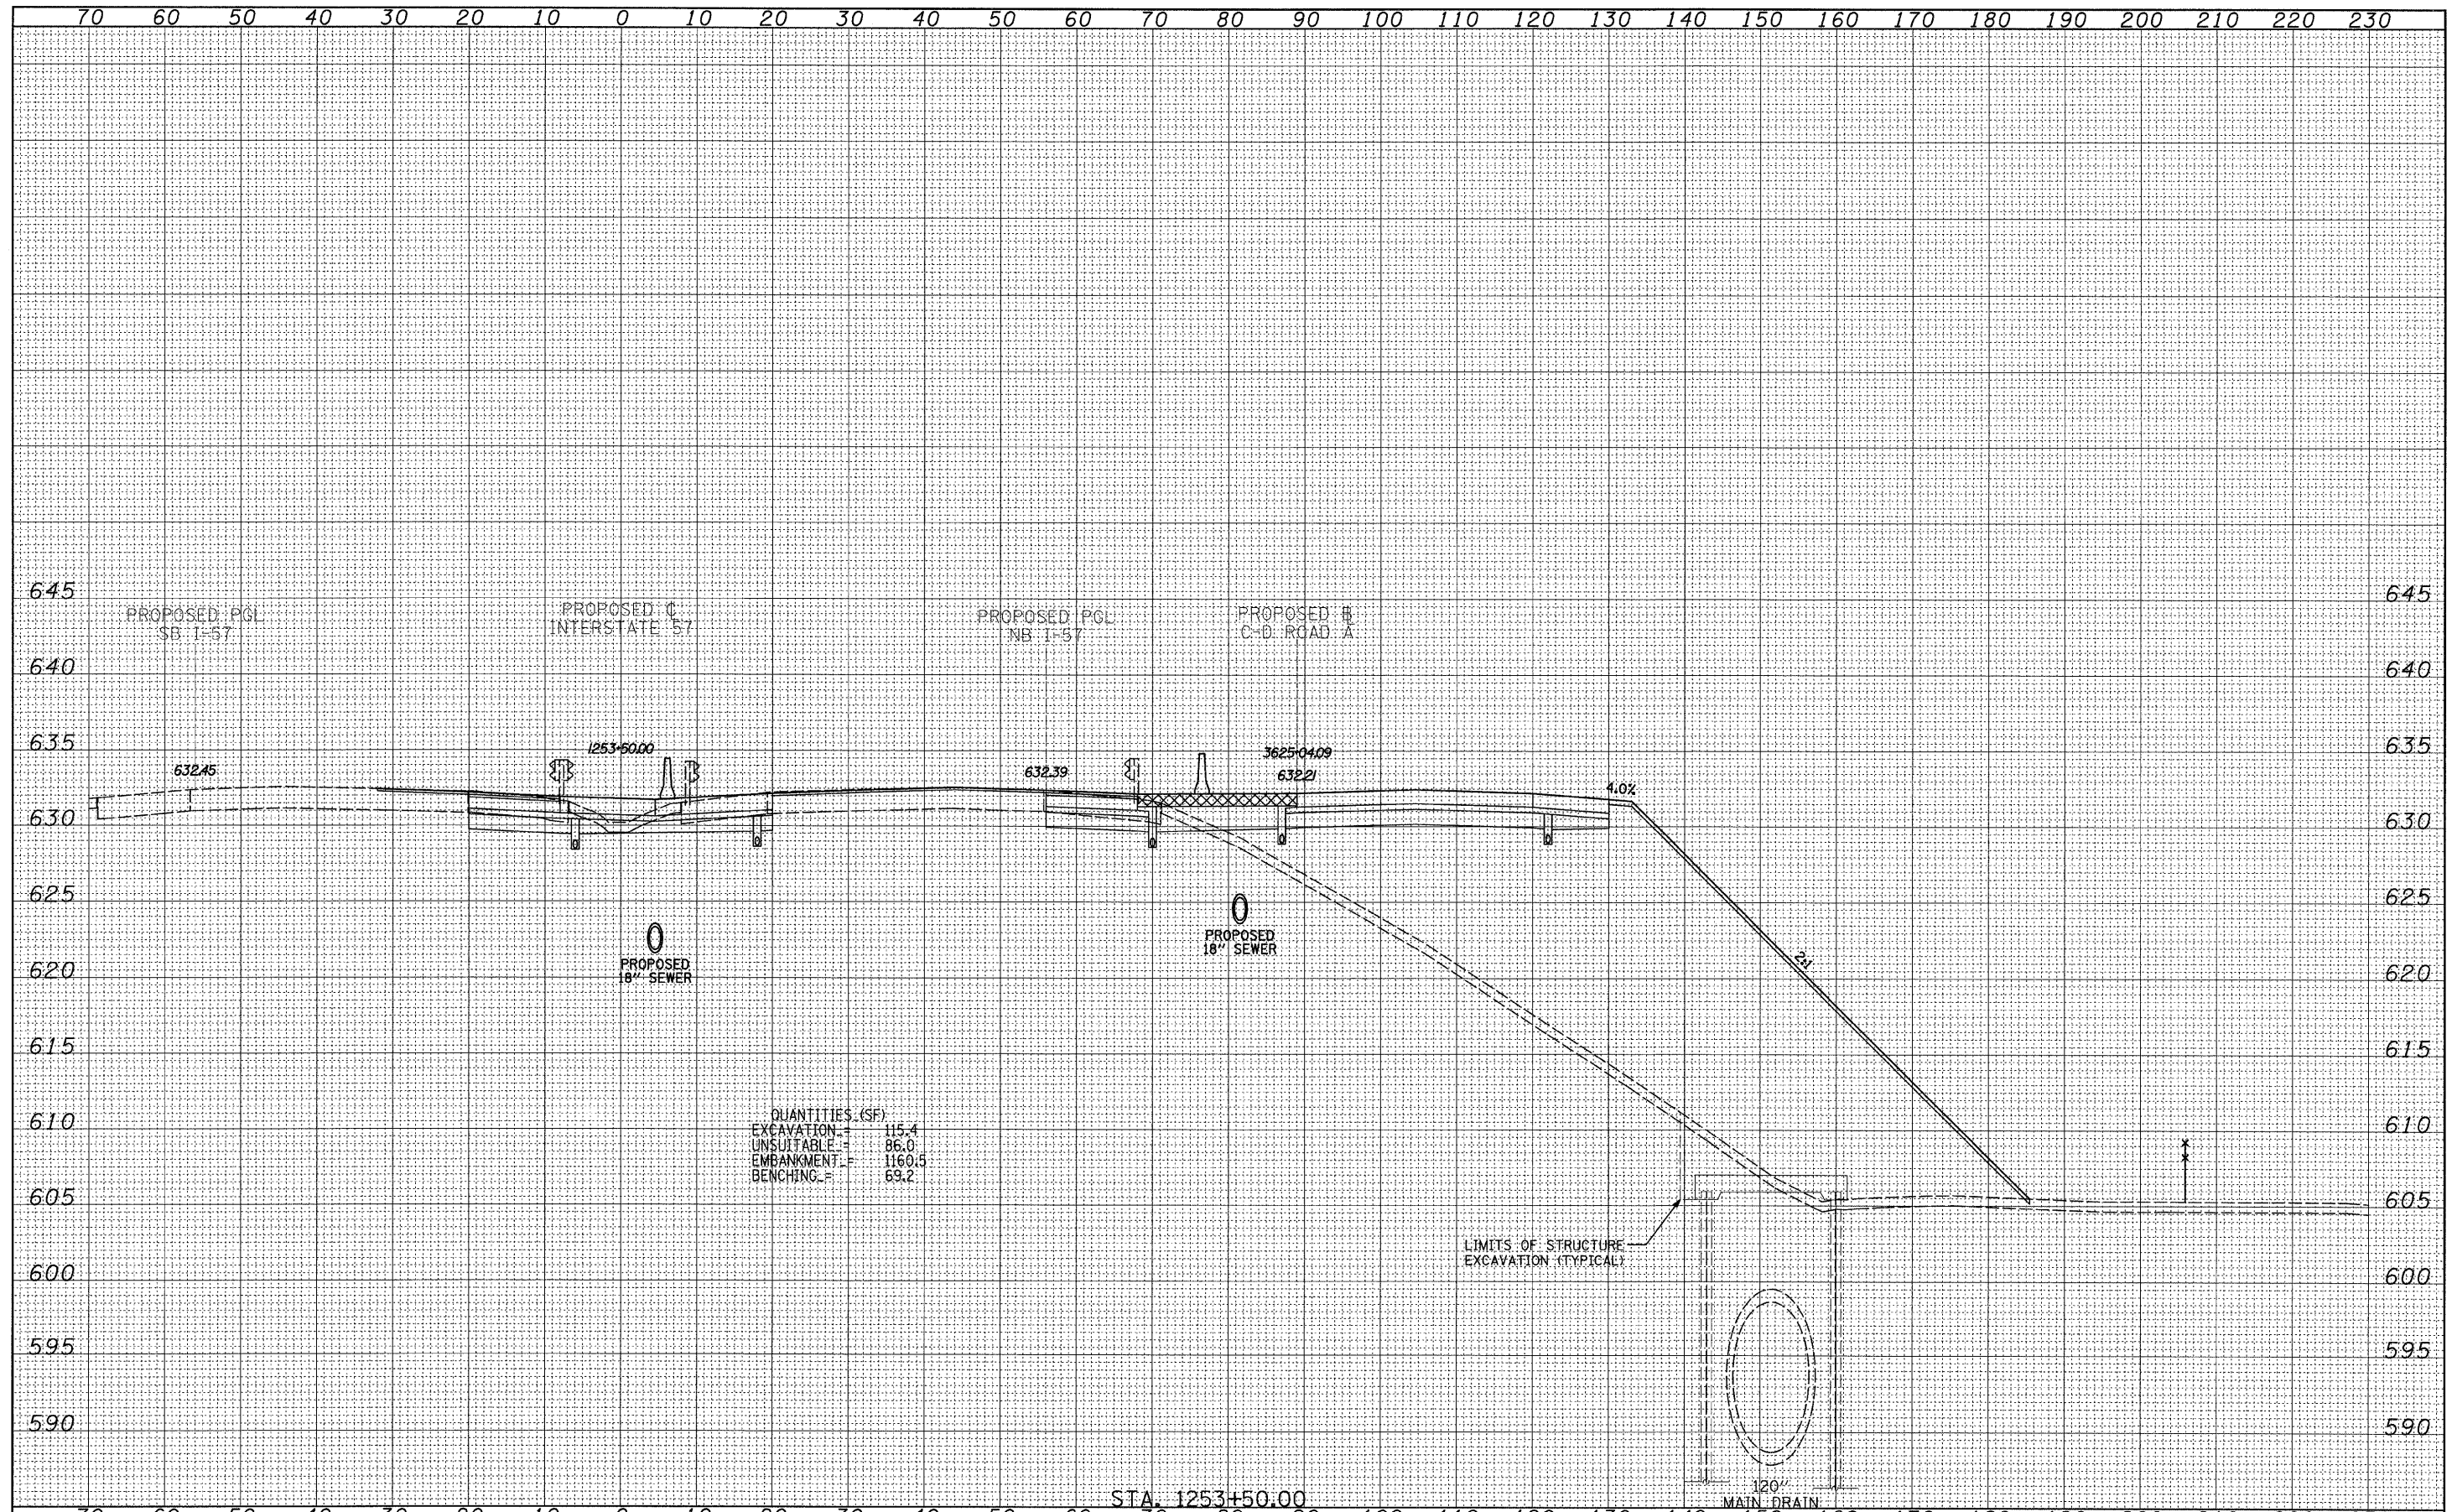 70 60 50 40 30 20 10 0 10 20 30 40 50 60 70 80 90 100 110 120 130 140 150 160 170 180 190 200 210 220 230
645 645
PROPOSED PGL
SB I-57
PROPOSED ℄
INTERSTATE 57
PROPOSED PGL
NB I-57
PROPOSED B
C-D ROAD A
640 640
635 635
1253+50.00
3625+04.09
632.45
632.39
632.21
4.0%
630 630
625 625
PROPOSED
18" SEWER
PROPOSED
18" SEWER
2:1
620 620
615 615
610 610
QUANTITIES (SF)
EXCAVATION = 115.4
UNSUITABLE = 86.0
EMBANKMENT = 1160.5
BENCHING = 69.2
605 605
LIMITS OF STRUCTURE
EXCAVATION (TYPICAL)
600 600
595 595
590 590
120"
MAIN DRAIN
STA. 1253+50.00